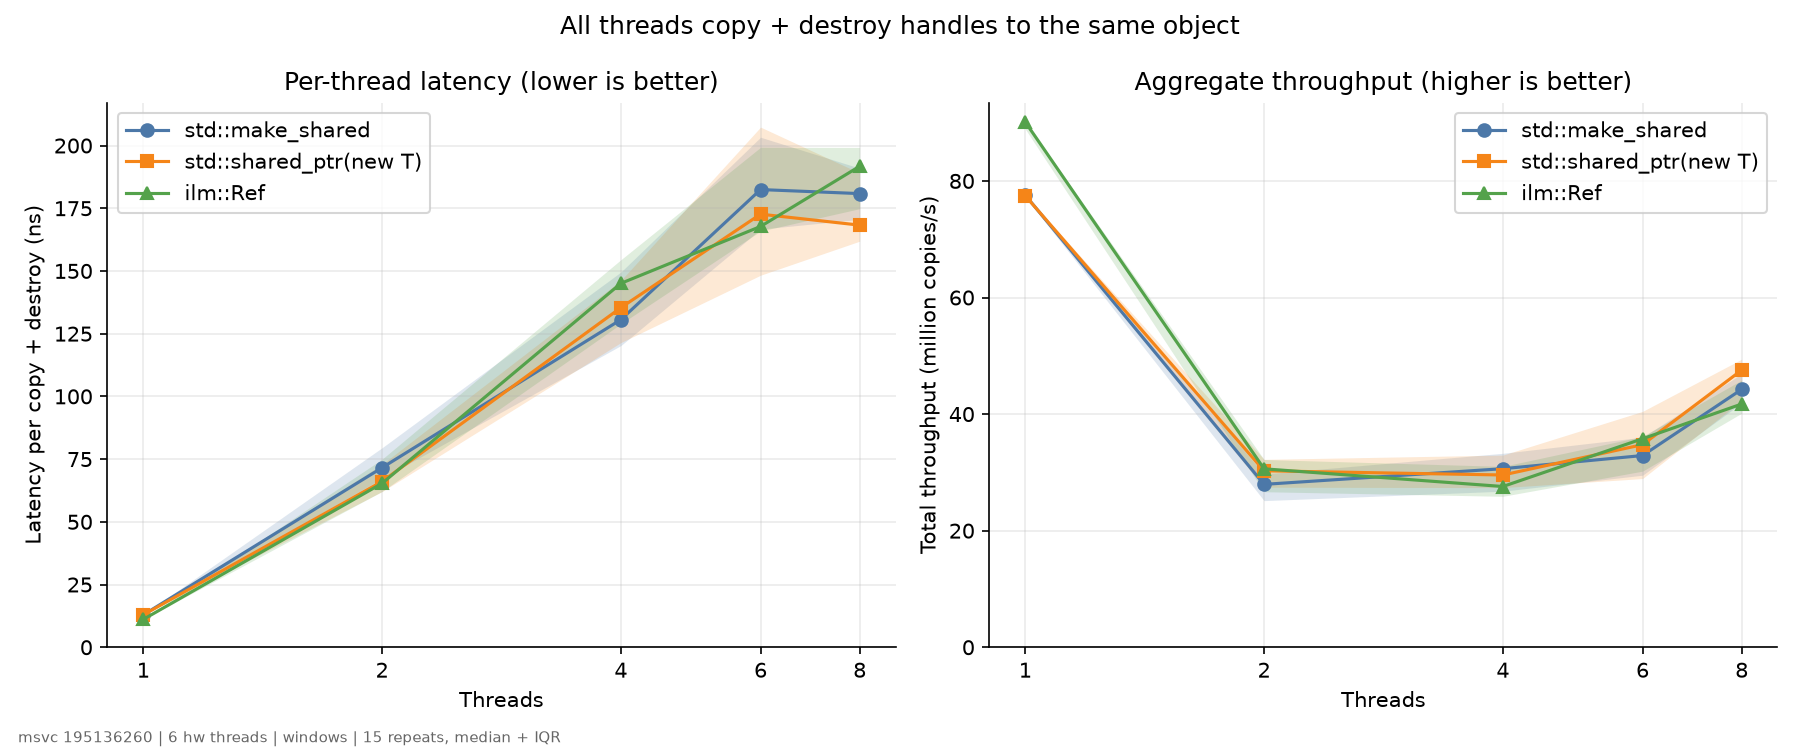 All threads copy + destroy handles to the same object
Per-thread latency (lower is better)
Latency per copy + destroy (ns)
200
175
150
125
100
75
50
25
0
std::make_shared
std::shared_ptr(new T)
ilm::Ref
1
2
4
6
8
Threads
Aggregate throughput (higher is better)
Total throughput (million copies/s)
80
60
40
20
0
std::make_shared
std::shared_ptr(new T)
ilm::Ref
1
2
4
6
8
Threads
msvc 195136260 | 6 hw threads | windows | 15 repeats, median + IQR